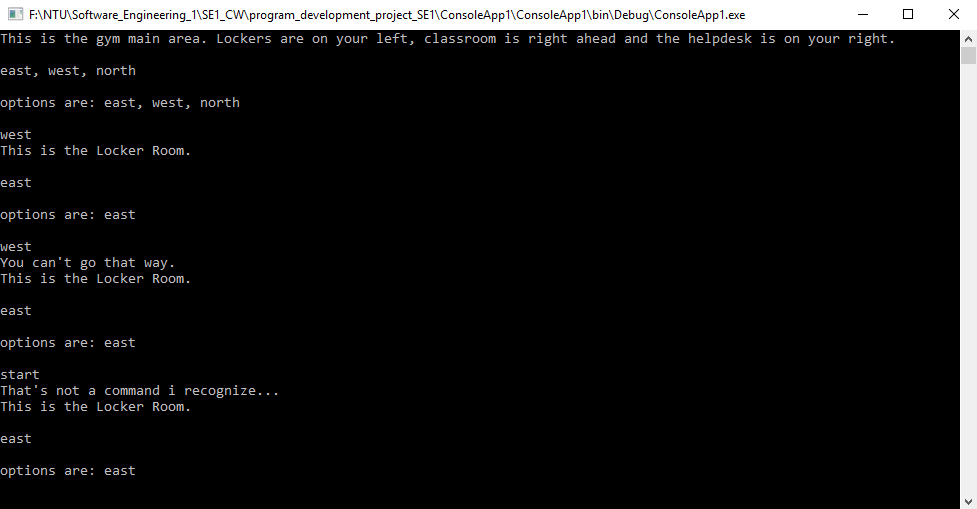 F:\NTU\Software_Engineering_1\SE1_CW\program_development_project_SE1\ConsoleApp1\ConsoleApp1\bin\Debug\ConsoleApp1.exe
This is the gym main area. Lockers are on your left, classroom is right ahead and the helpdesk is on your right.
east, west, north
options are: east, west, north
west
This is the Locker Room.
east
options are: east
west
You can't go that way.
This is the Locker Room.
east
options are: east
start
That's not a command i recognize...
This is the Locker Room.
east
options are: east